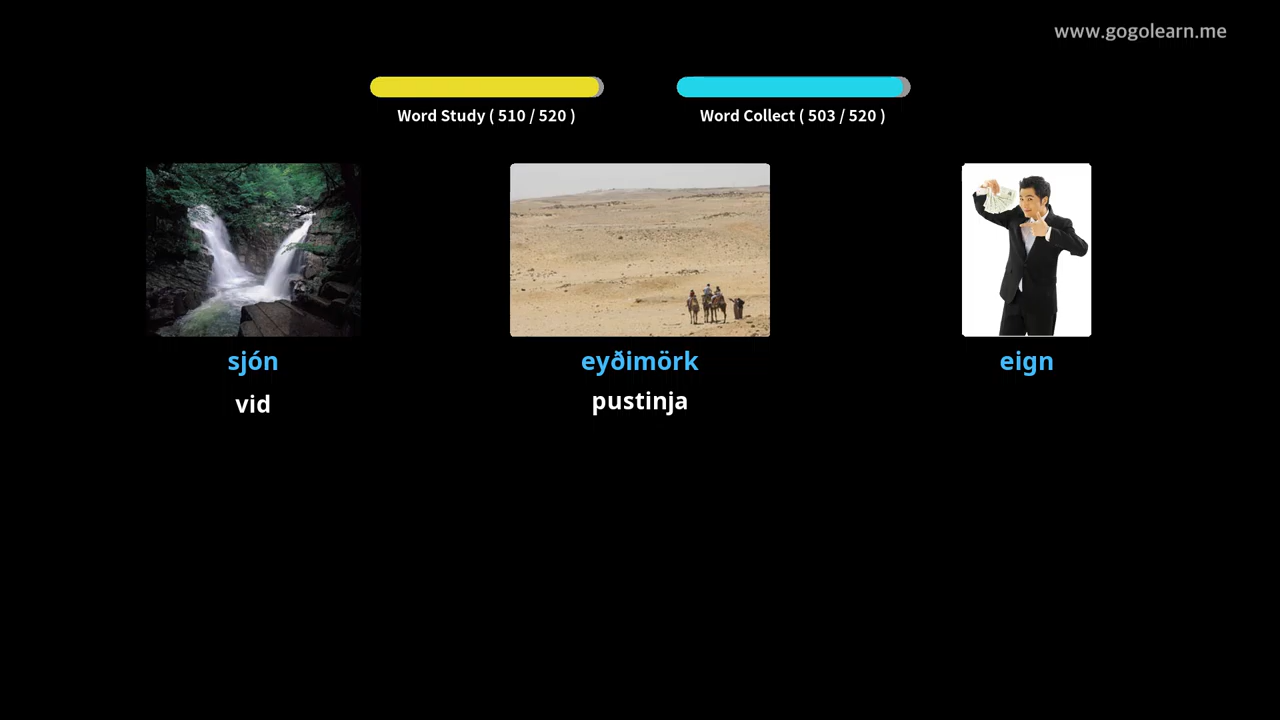 www.gogolearn.me
Word Study ( 510 / 520 )
Word Collect ( 503 / 520 )
sjón
eyðimörk
eign
vid
pustinja